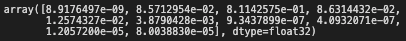 array([8.9176497e-09, 8.5712954e-02, 8.1142575e-01, 8.6314432e-02,
1.2574327e-02, 3.8790428e-03, 9.3437899e-07, 4.0932071e-07,
1.2057200e-05, 8.0038830e-05], dtype=float32)